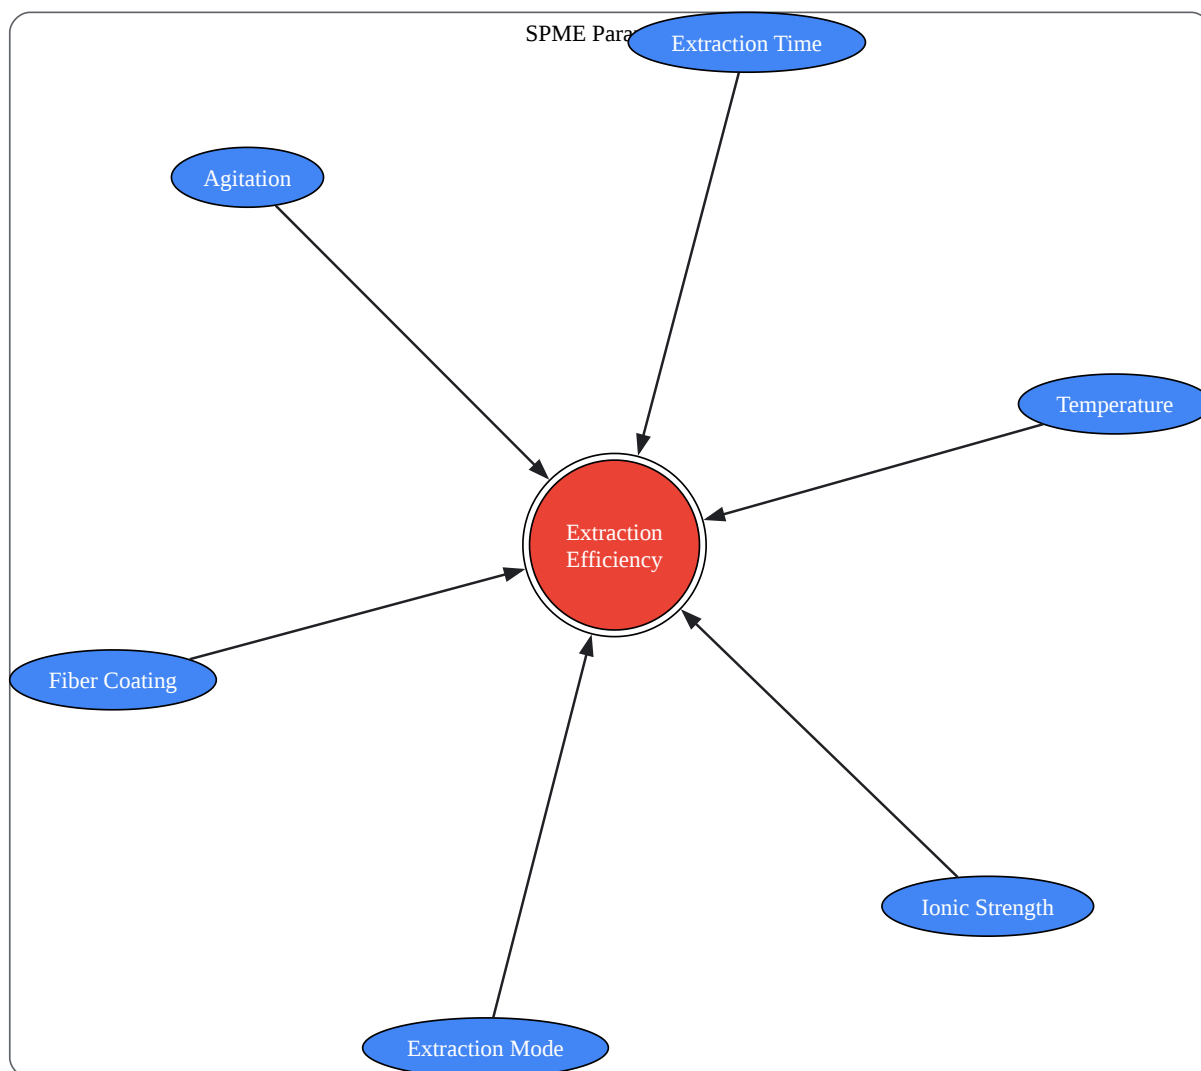 SPME Para
Extraction Time
Agitation
Temperature
Extraction
Efficiency
Fiber Coating
Ionic Strength
Extraction Mode